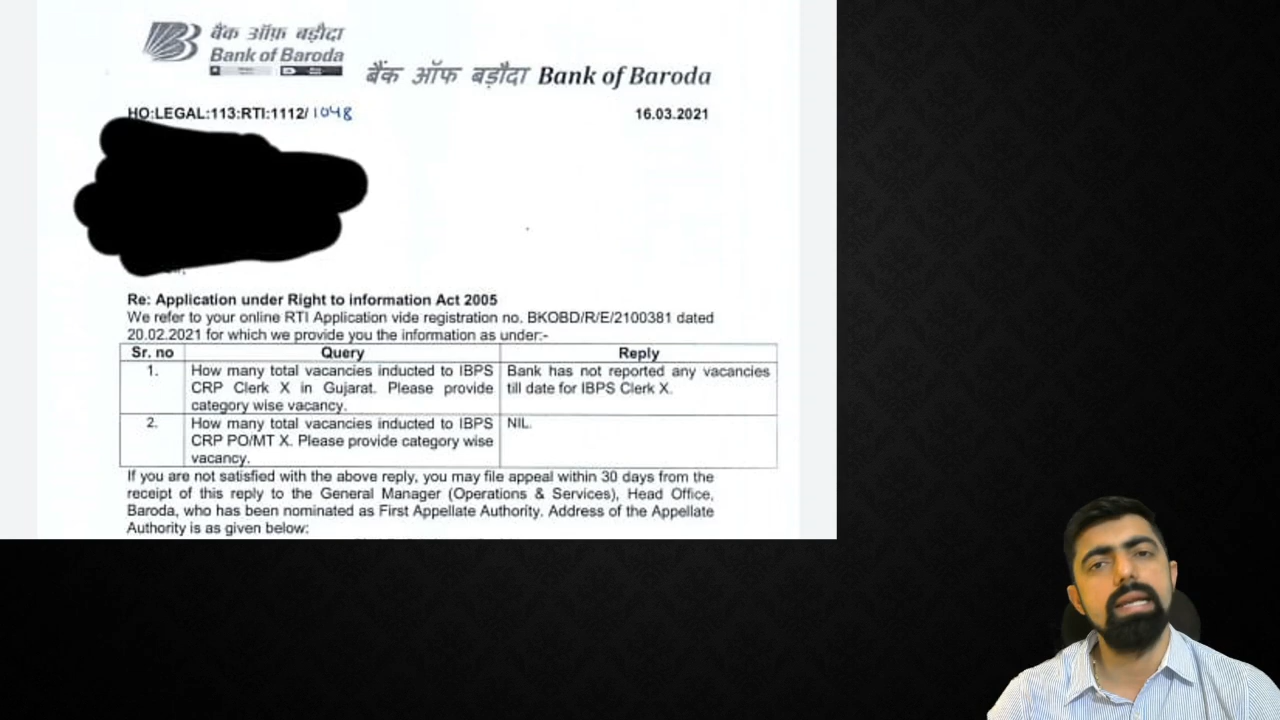 बैंक ऑफ़ बड़ौदा
Bank of Baroda
बैंक ऑफ बड़ौदा Bank of Baroda
HO:LEGAL:113:RTI:1112/ 1048
16.03.2021
Re: Application under Right to information Act 2005
We refer to your online RTI Application vide registration no. BKOBD/R/E/2100381 dated
20.02.2021 for which we provide you the information as under:-
Sr. no Query Reply
1. How many total vacancies inducted to IBPS Bank has not reported any vacancies
CRP Clerk X in Gujarat. Please provide till date for IBPS Clerk X.
category wise vacancy.
2. How many total vacancies inducted to IBPS NIL.
CRP PO/MT X. Please provide category wise
vacancy.
If you are not satisfied with the above reply, you may file appeal within 30 days from the
receipt of this reply to the General Manager (Operations & Services), Head Office,
Baroda, who has been nominated as First Appellate Authority. Address of the Appellate
Authority is as given below: